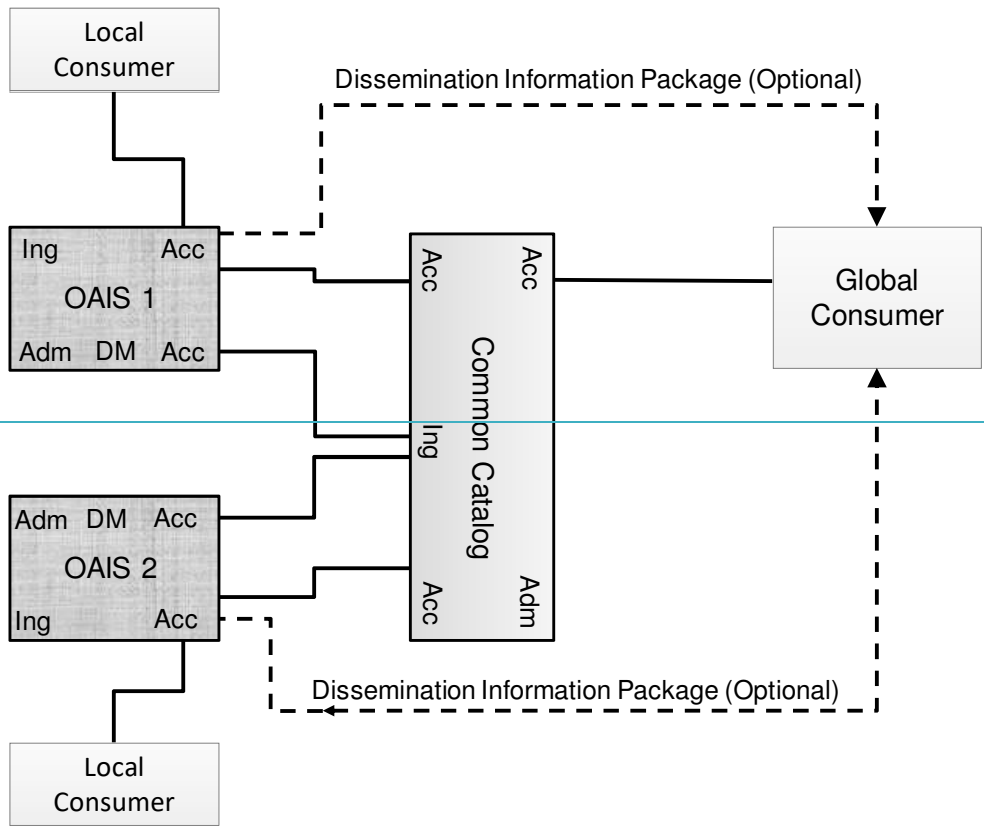 Local
Consumer
Dissemination Information Package (Optional)
Ing Acc
OAIS 1
Adm DM Acc
Acc Acc
Common Catalog
Ing
Acc Adm
Global
Consumer
Adm DM Acc
OAIS 2
Ing Acc
Dissemination Information Package (Optional)
Local
Consumer